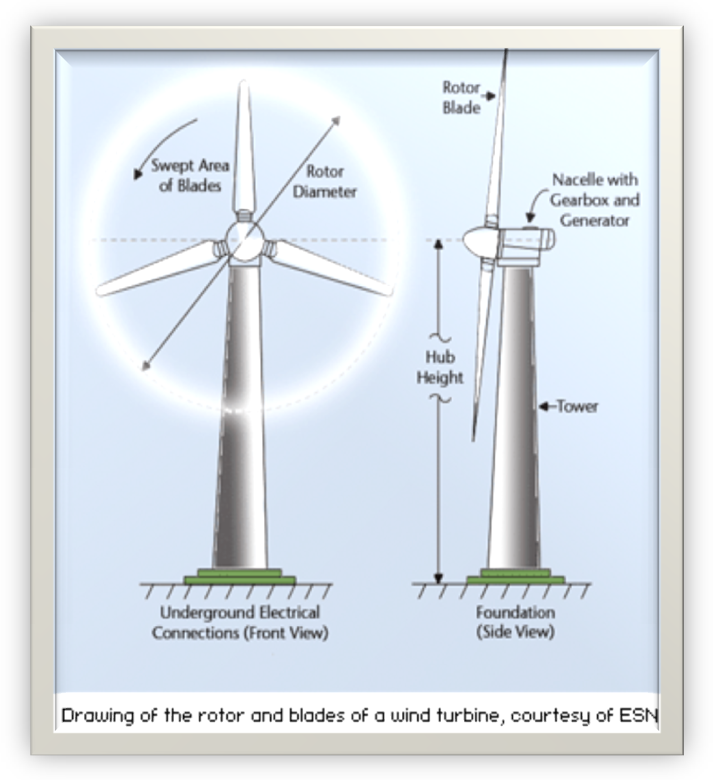 Swept Area
of Blades
Rotor
Diameter
Underground Electrical
Connections (Front View)
Rotor
Blade
Nacelle with
Gearbox and
Generator
Hub
Height
Tower
Foundation
(Side View)
Drawing of the rotor and blades of a wind turbine, courtesy of ESN